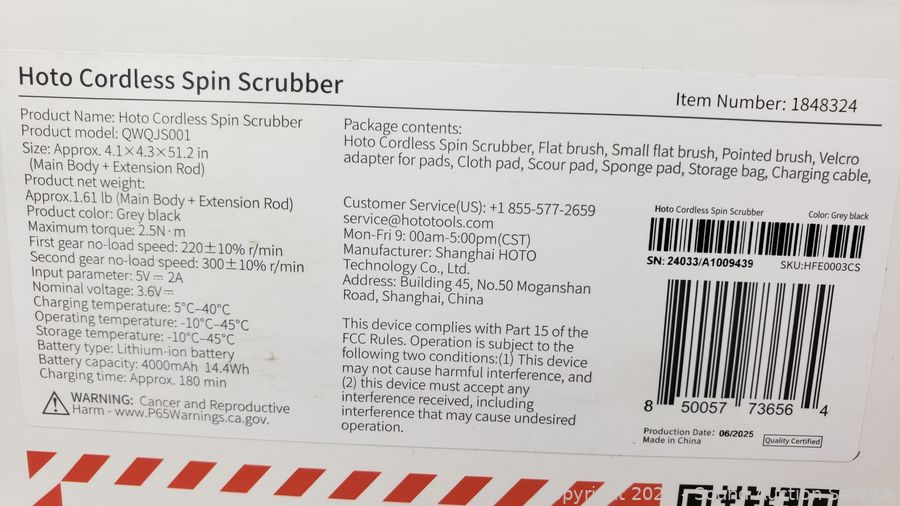 Hoto Cordless Spin Scrubber
Item Number: 1848324
Product Name: Hoto Cordless Spin Scrubber
Product model: QWQJS001
Size: Approx. 4.1×4.3×51.2 in
(Main Body + Extension Rod)
Product net weight:
Approx.1.61 lb (Main Body + Extension Rod)
Product color: Grey black
Maximum torque: 2.5N·m
First gear no-load speed: 220±10% r/min
Second gear no-load speed: 300±10% r/min
Input parameter: 5V⎓ 2A
Nominal voltage: 3.6V⎓
Charging temperature: 5°C–40°C
Operating temperature: -10°C–45°C
Storage temperature: -10°C–45°C
Battery type: Lithium-ion battery
Battery capacity: 4000mAh 14.4Wh
Charging time: Approx. 180 min
WARNING: Cancer and Reproductive
Harm - www.P65Warnings.ca.gov.
Package contents:
Hoto Cordless Spin Scrubber, Flat brush, Small flat brush, Pointed brush, Velcro
adapter for pads, Cloth pad, Scour pad, Sponge pad, Storage bag, Charging cable,
Customer Service(US): +1 855-577-2659
service@hototools.com
Mon-Fri 9: 00am-5:00pm(CST)
Manufacturer: Shanghai HOTO
Technology Co., Ltd.
Address: Building 45, No.50 Moganshan
Road, Shanghai, China
This device complies with Part 15 of the
FCC Rules. Operation is subject to the
following two conditions:(1) This device
may not cause harmful interference, and
(2) this device must accept any
interference received, including
interference that may cause undesired
operation.
Hoto Cordless Spin Scrubber Color: Grey black
SN: 24033/A1009439 SKU:HFE0003CS
8 50057 73656 4
Production Date: 06/2025
Made in China
Quality Certified
Sound Auction Service